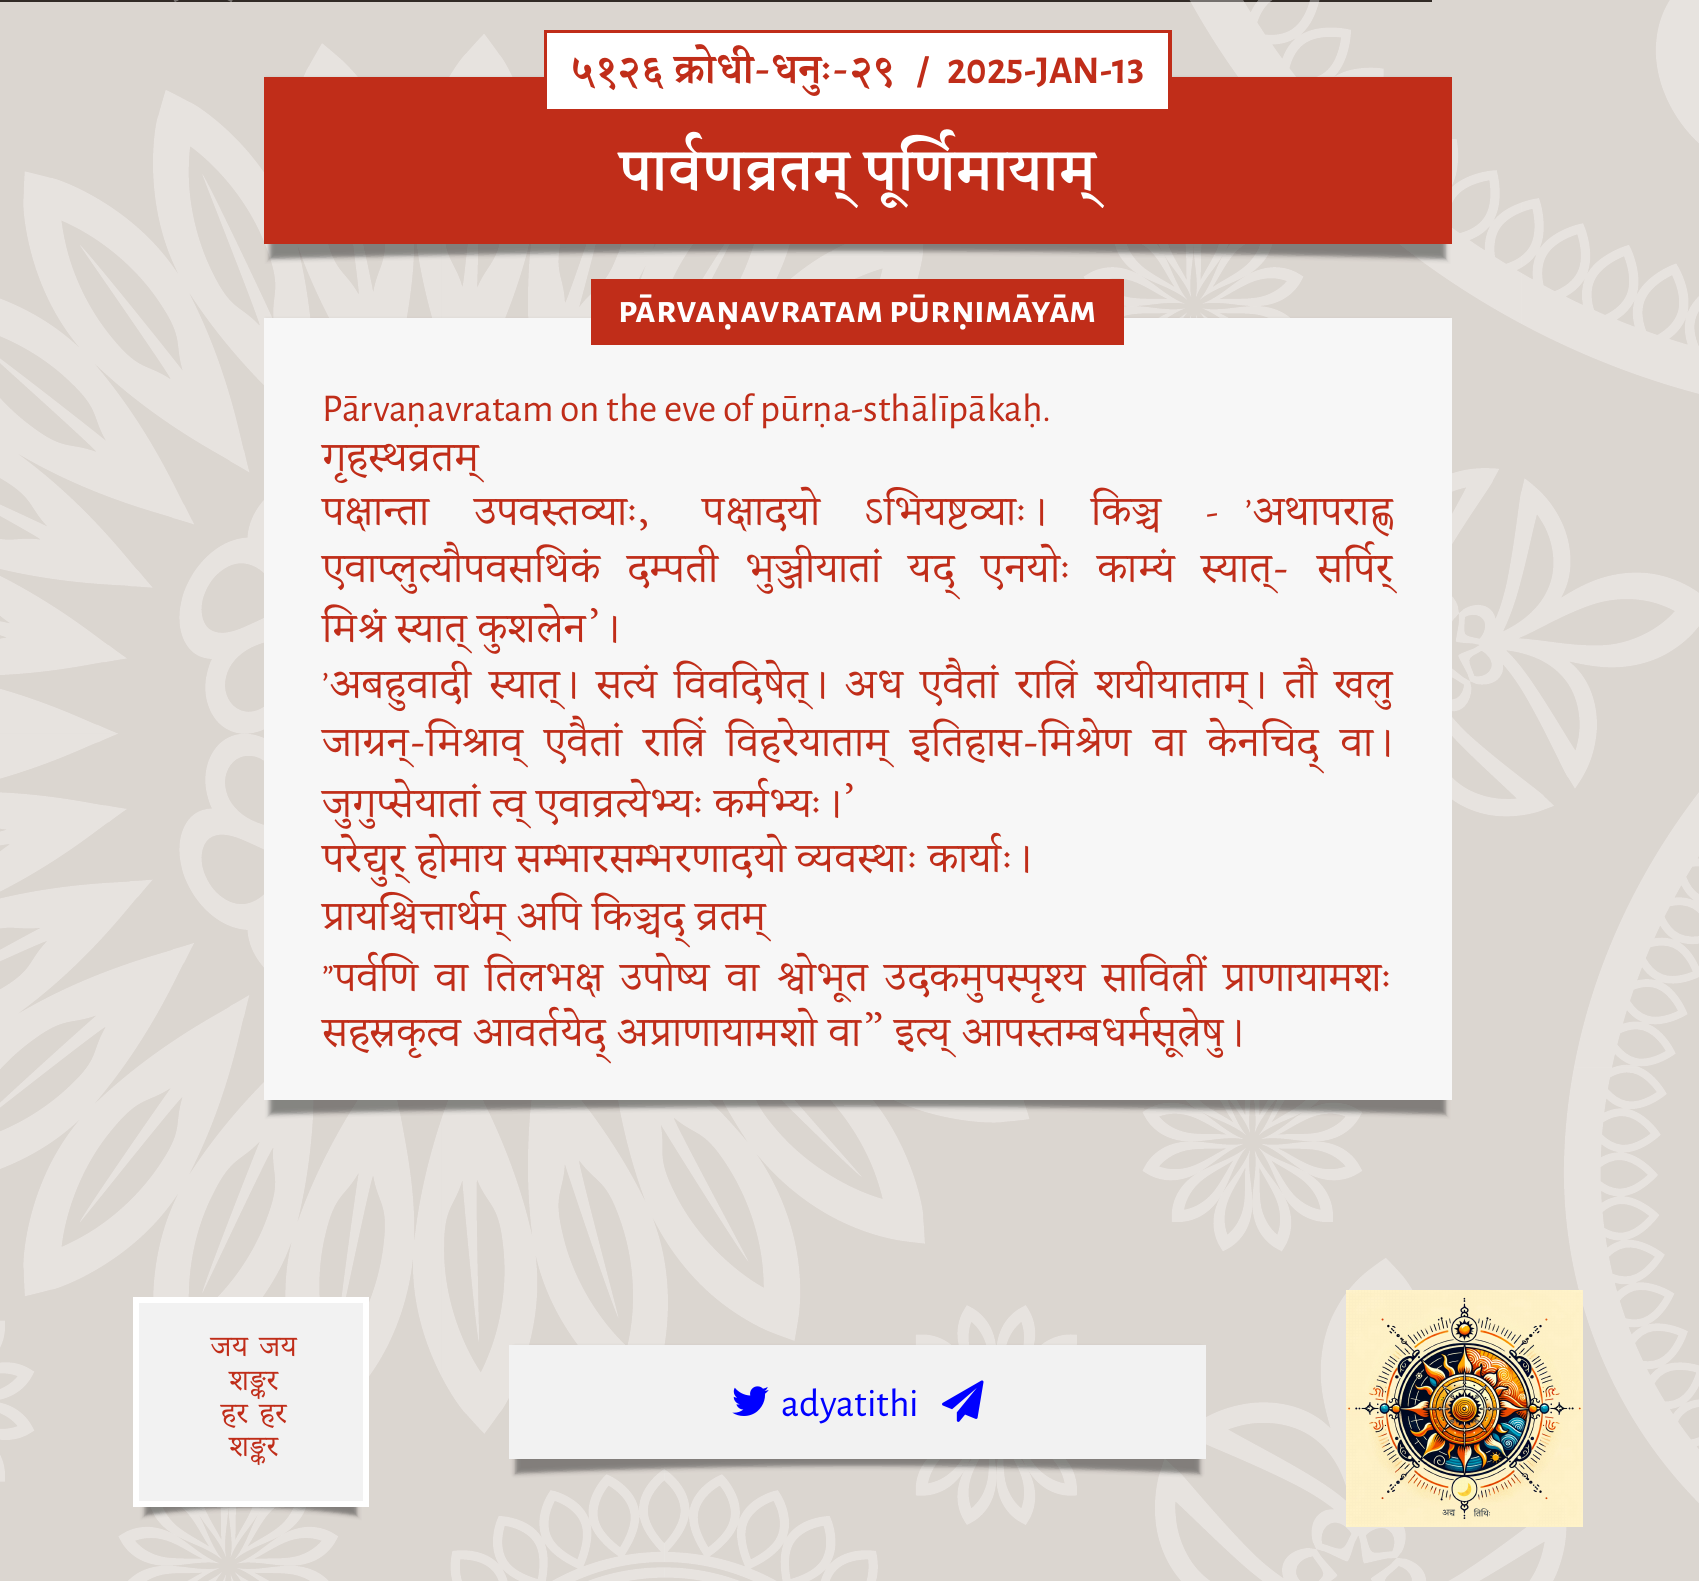 ५१२६ क्रोधी-धनुः-२९ / 2025-JAN-13
पार्वणव्रतम् पूर्णिमायाम्
PĀRVAṆAVRATAM PŪRṆIMĀYĀM
Pārvaṇavratam on the eve of pūrṇa-sthālīpākaḥ.
गृहस्थव्रतम्
पक्षान्ता उपवस्तव्याः, पक्षादयो ऽभियष्टव्याः। किञ्च - ’अथापराह्ण
एवाप्लुत्यौपवसथिकं दम्पती भुञ्जीयातां यद् एनयोः काम्यं स्यात्- सर्पिर्
मिश्रं स्यात् कुशलेन’।
’अबहुवादी स्यात्। सत्यं विवदिषेत्। अध एवैतां रात्रिं शयीयाताम्। तौ खलु
जाग्रन्-मिश्राव् एवैतां रात्रिं विहरेयाताम् इतिहास-मिश्रेण वा केनचिद् वा।
जुगुप्सेयातां त्व् एवाव्रत्येभ्यः कर्मभ्यः।’
परेद्युर् होमाय सम्भारसम्भरणादयो व्यवस्थाः कार्याः।
प्रायश्चित्तार्थम् अपि किञ्चद् व्रतम्
”पर्वणि वा तिलभक्ष उपोष्य वा श्वोभूत उदकमुपस्पृश्य सावित्रीं प्राणायामशः
सहस्रकृत्व आवर्तयेद् अप्राणायामशो वा” इत्य् आपस्तम्बधर्मसूत्रेषु।
जय जय
शङ्कर
हर हर
शङ्कर
adyatithi
अद्य तिथिः